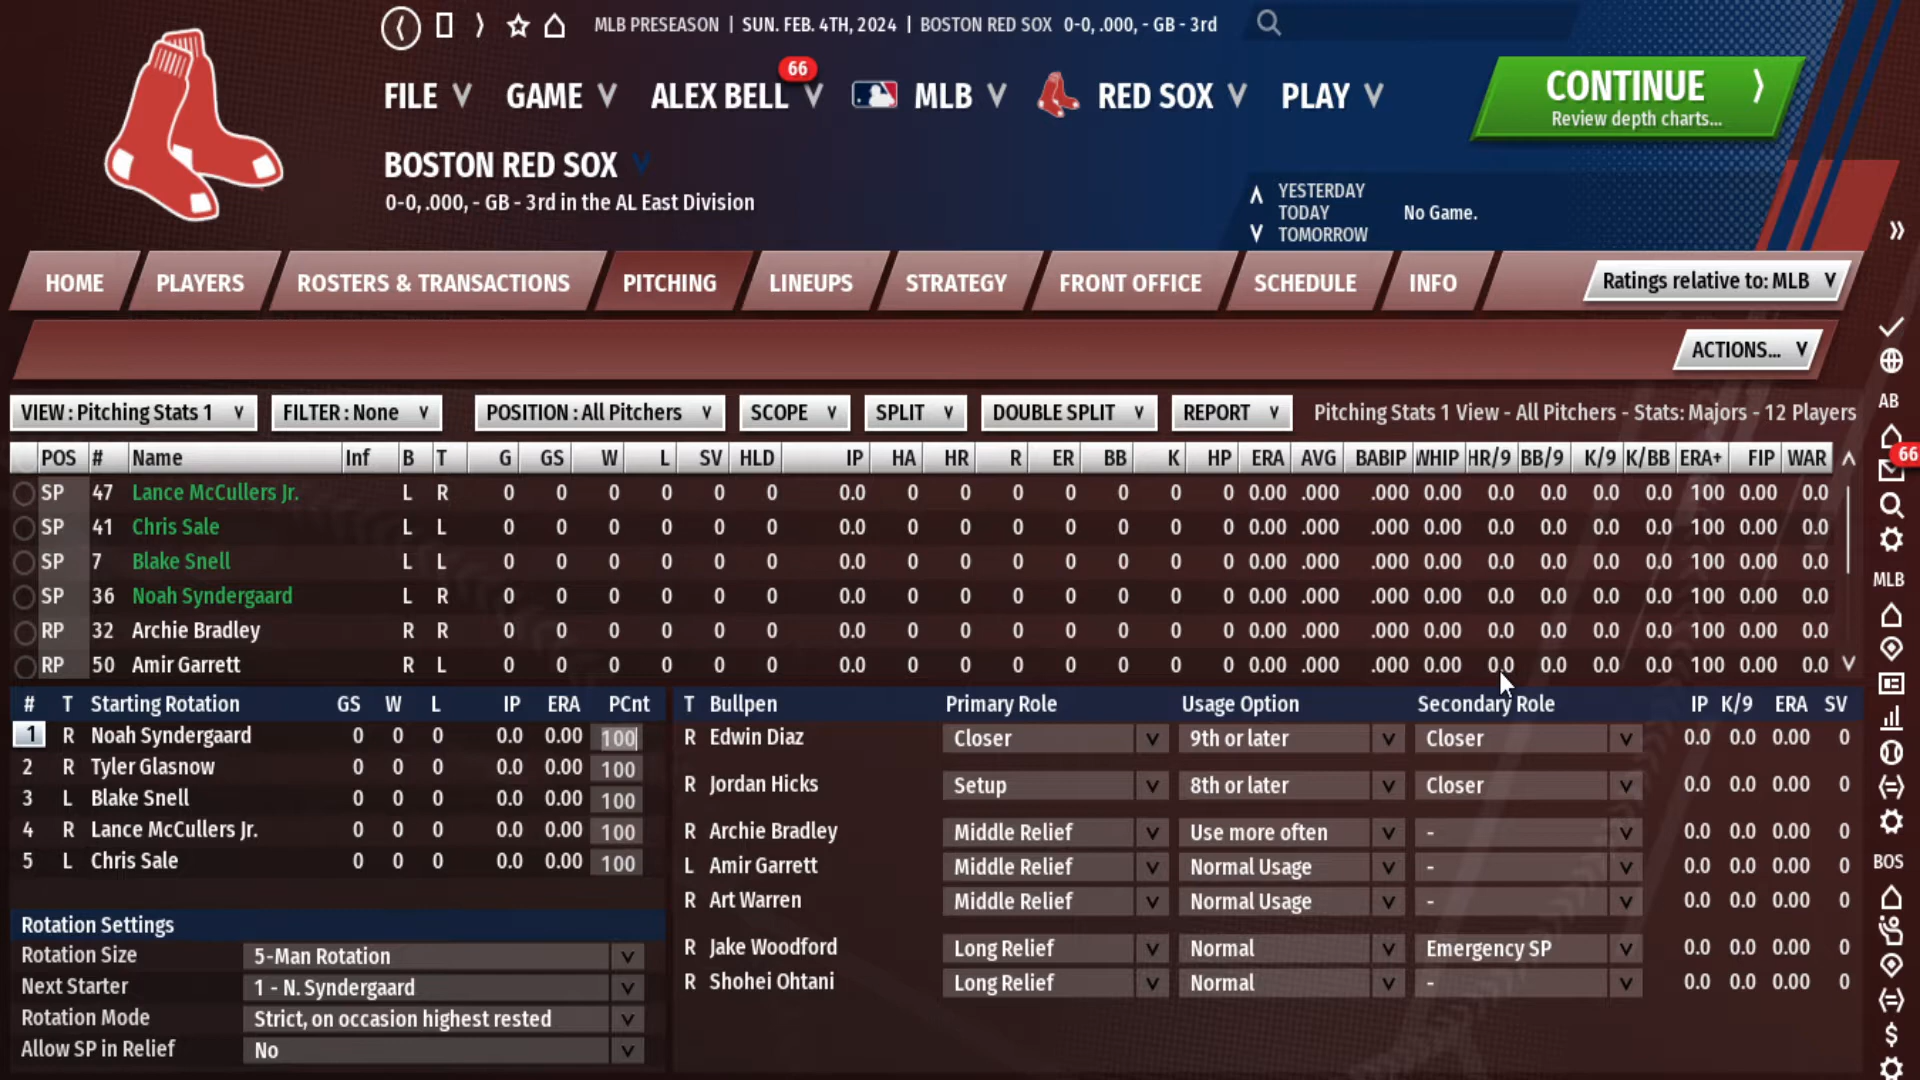 MLB PRESEASON | SUN. FEB. 4TH, 2024 | BOSTON RED SOX 0-0, .000, - GB - 3rd
66
FILE GAME ALEX BELL MLB RED SOX PLAY
CONTINUE
Review depth charts...
BOSTON RED SOX
0-0, .000, - GB - 3rd in the AL East Division
YESTERDAY
TODAY No Game.
TOMORROW
HOME PLAYERS ROSTERS & TRANSACTIONS PITCHING LINEUPS STRATEGY FRONT OFFICE SCHEDULE INFO Ratings relative to: MLB
ACTIONS...
VIEW : Pitching Stats 1 FILTER : None POSITION : All Pitchers SCOPE SPLIT DOUBLE SPLIT REPORT Pitching Stats 1 View - All Pitchers - Stats: Majors - 12 Players
POS # Name Inf B T G GS W L SV HLD IP HA HR R ER BB K HP ERA AVG BABIP WHIP HR/9 BB/9 K/9 K/BB ERA+ FIP WAR
SP 47 Lance McCullers Jr. L R 0 0 0 0 0 0 0.0 0 0 0 0 0 0 0 0.00 .000 .000 0.00 0.0 0.0 0.0 0.0 100 0.00 0.0
SP 41 Chris Sale L L 0 0 0 0 0 0 0.0 0 0 0 0 0 0 0 0.00 .000 .000 0.00 0.0 0.0 0.0 0.0 100 0.00 0.0
SP 7 Blake Snell L L 0 0 0 0 0 0 0.0 0 0 0 0 0 0 0 0.00 .000 .000 0.00 0.0 0.0 0.0 0.0 100 0.00 0.0
SP 36 Noah Syndergaard L R 0 0 0 0 0 0 0.0 0 0 0 0 0 0 0 0.00 .000 .000 0.00 0.0 0.0 0.0 0.0 100 0.00 0.0
RP 32 Archie Bradley R R 0 0 0 0 0 0 0.0 0 0 0 0 0 0 0 0.00 .000 .000 0.00 0.0 0.0 0.0 0.0 100 0.00 0.0
RP 50 Amir Garrett R L 0 0 0 0 0 0 0.0 0 0 0 0 0 0 0 0.00 .000 .000 0.00 0.0 0.0 0.0 0.0 100 0.00 0.0
# T Starting Rotation GS W L IP ERA PCnt
1 R Noah Syndergaard 0 0 0 0.0 0.00 100
2 R Tyler Glasnow 0 0 0 0.0 0.00 100
3 L Blake Snell 0 0 0 0.0 0.00 100
4 R Lance McCullers Jr. 0 0 0 0.0 0.00 100
5 L Chris Sale 0 0 0 0.0 0.00 100
Rotation Settings
Rotation Size 5-Man Rotation
Next Starter 1 - N. Syndergaard
Rotation Mode Strict, on occasion highest rested
Allow SP in Relief No
T Bullpen Primary Role Usage Option Secondary Role IP K/9 ERA SV
R Edwin Diaz Closer 9th or later Closer 0.0 0.0 0.00 0
R Jordan Hicks Setup 8th or later Closer 0.0 0.0 0.00 0
R Archie Bradley Middle Relief Use more often - 0.0 0.0 0.00 0
L Amir Garrett Middle Relief Normal Usage - 0.0 0.0 0.00 0
R Art Warren Middle Relief Normal Usage - 0.0 0.0 0.00 0
R Jake Woodford Long Relief Normal Emergency SP 0.0 0.0 0.00 0
R Shohei Ohtani Long Relief Normal - 0.0 0.0 0.00 0
AB
66
MLB
BOS
$